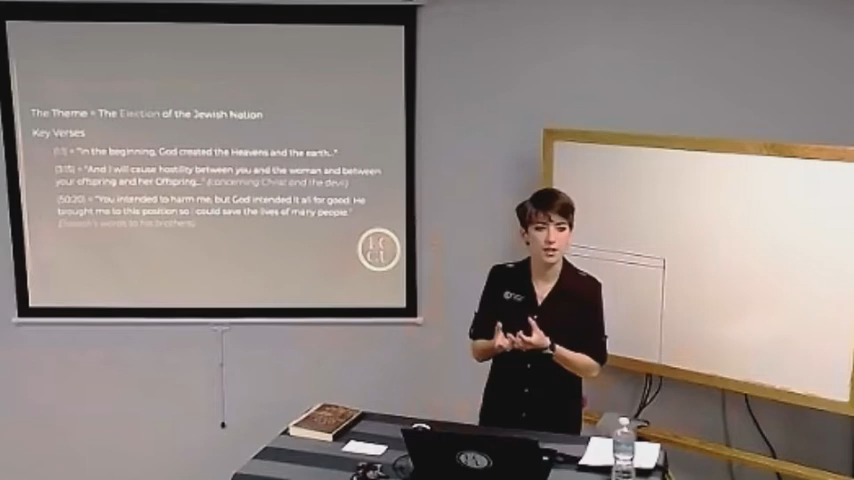 The Theme = The Election of the Jewish Nation
Key Verses
(1:1) = "In the beginning, God created the Heavens and the earth..."
(3:15) = "And I will cause hostility between you and the woman and between
your offspring and her Offspring..." (concerning Christ and the devil)
(50:20) = "You intended to harm me, but God intended it all for good. He
brought me to this position so I could save the lives of many people."
(Joseph's words to his brothers)